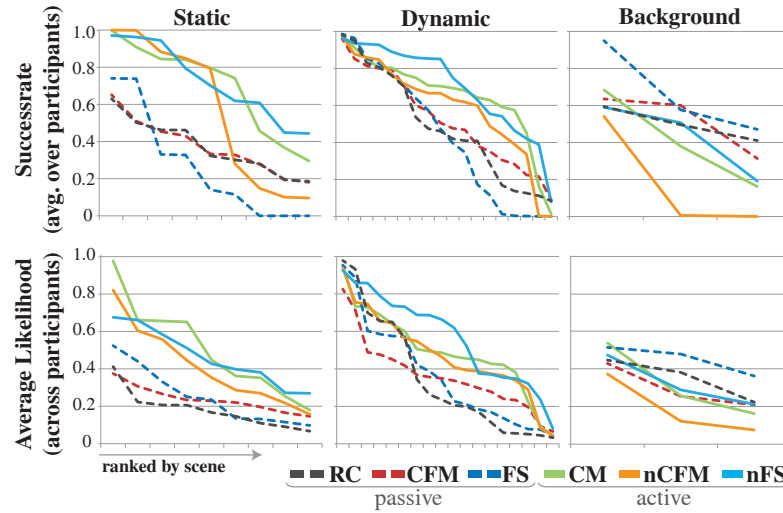 Static Dynamic Background
Successrate
(avg. over participants)
1.0
0.8
0.6
0.4
0.2
0
Average Likelihood
(across participants)
1.0
0.8
0.6
0.4
0.2
0
ranked by scene
RC CFM FS CM nCFM nFS
passive active